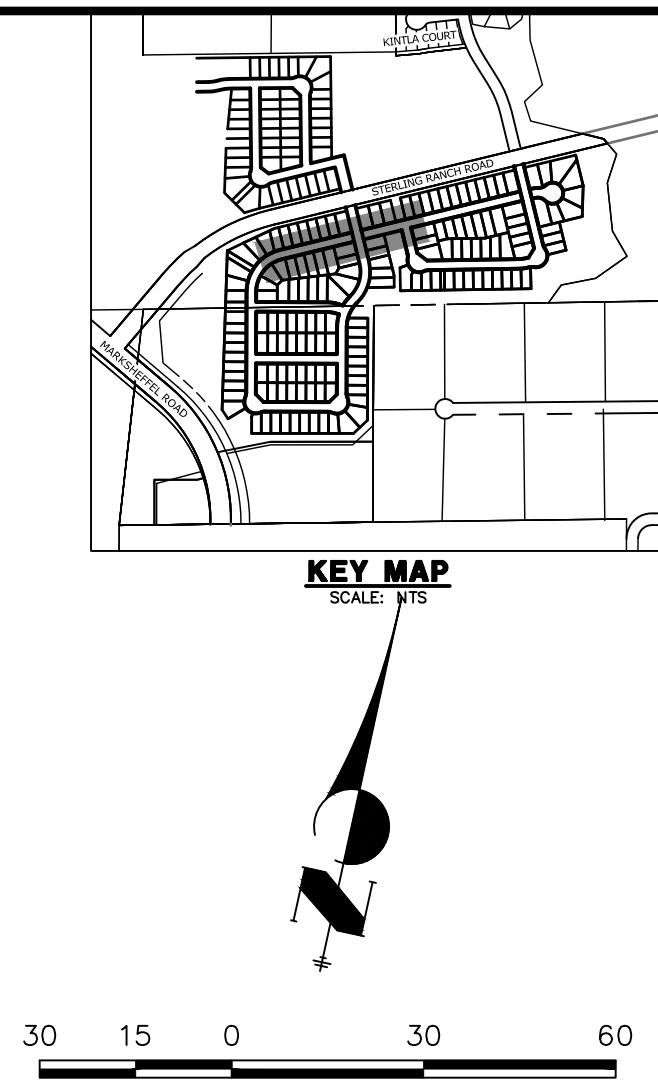 KINTLA COURT
STERLING RANCH ROAD
MARKSHEFFEL ROAD
KEY MAP
SCALE: NTS
N
30 15 0 30 60